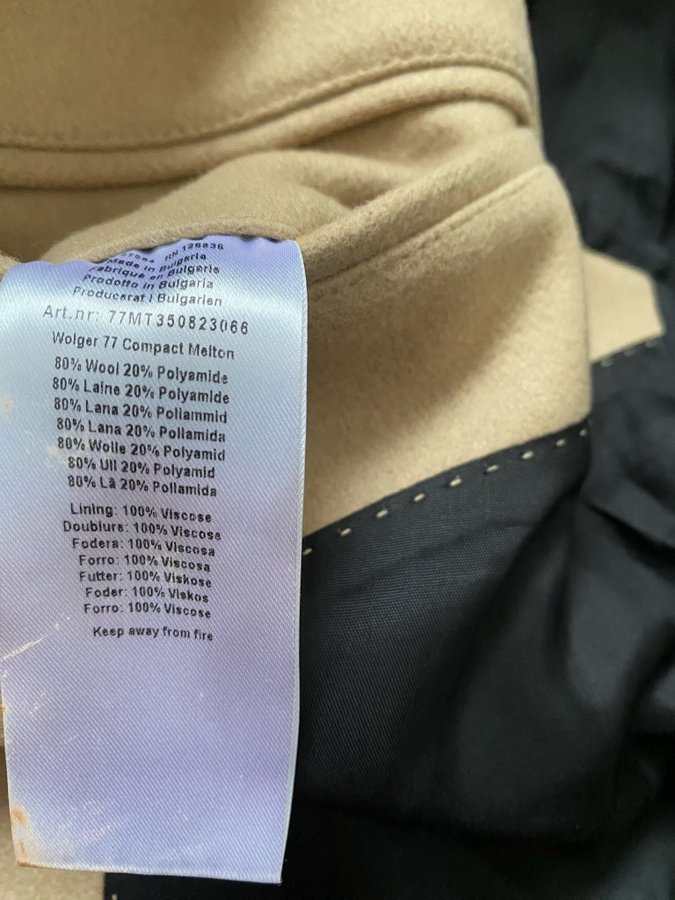 RN 126836
Made in Bulgaria
Fabriqué en Bulgarie
Prodotto in Bulgaria
Producerat i Bulgarien
Art.nr: 77MT350823066
Wolger 77 Compact Melton
80% Wool 20% Polyamide
80% Laine 20% Polyamide
80% Lana 20% Poliammid
80% Lana 20% Poliamida
80% Wolle 20% Polyamid
80% Ull 20% Polyamid
80% Lã 20% Poliamida
Lining: 100% Viscose
Doublure: 100% Viscose
Fodera: 100% Viscosa
Forro: 100% Viscosa
Futter: 100% Viskose
Foder: 100% Viskos
Forro: 100% Viscose
Keep away from fire